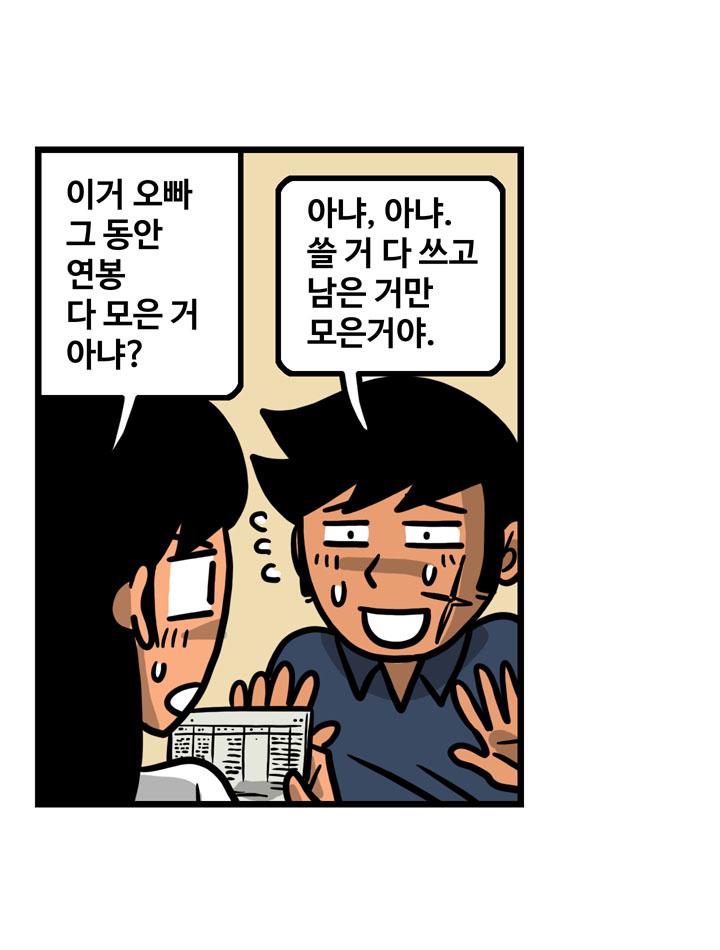 이거 오빠
그 동안
연봉
다 모은 거
아냐?
아냐, 아냐.
쓸 거 다 쓰고
남은 거만
모은거야.